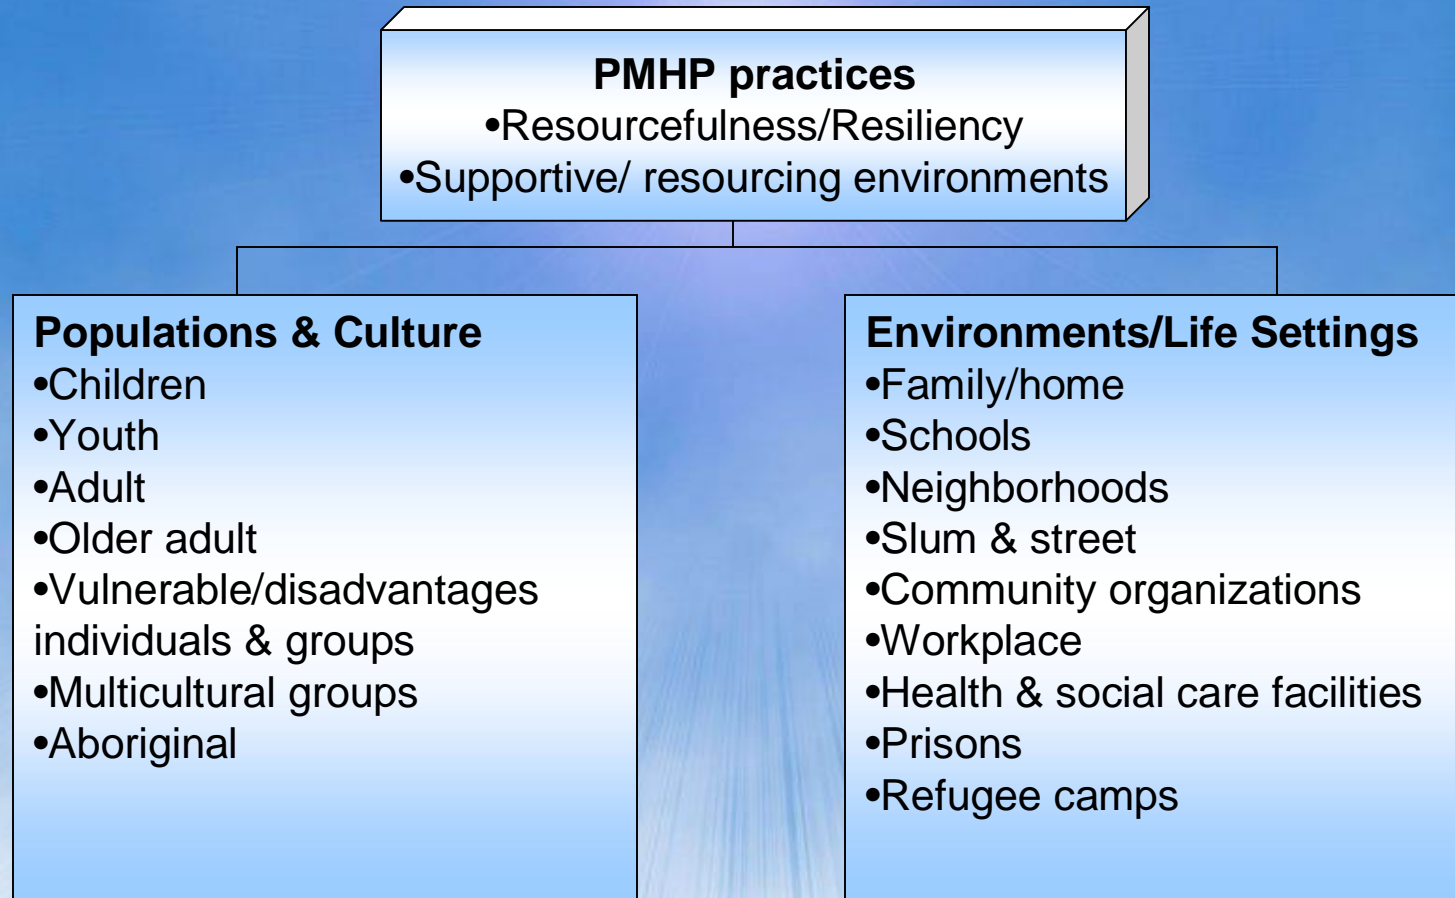 PMHP practices
•Resourcefulness/Resiliency
•Supportive/ resourcing environments
Populations & Culture
•Children
•Youth
•Adult
•Older adult
•Vulnerable/disadvantages
individuals & groups
•Multicultural groups
•Aboriginal
Environments/Life Settings
•Family/home
•Schools
•Neighborhoods
•Slum & street
•Community organizations
•Workplace
•Health & social care facilities
•Prisons
•Refugee camps